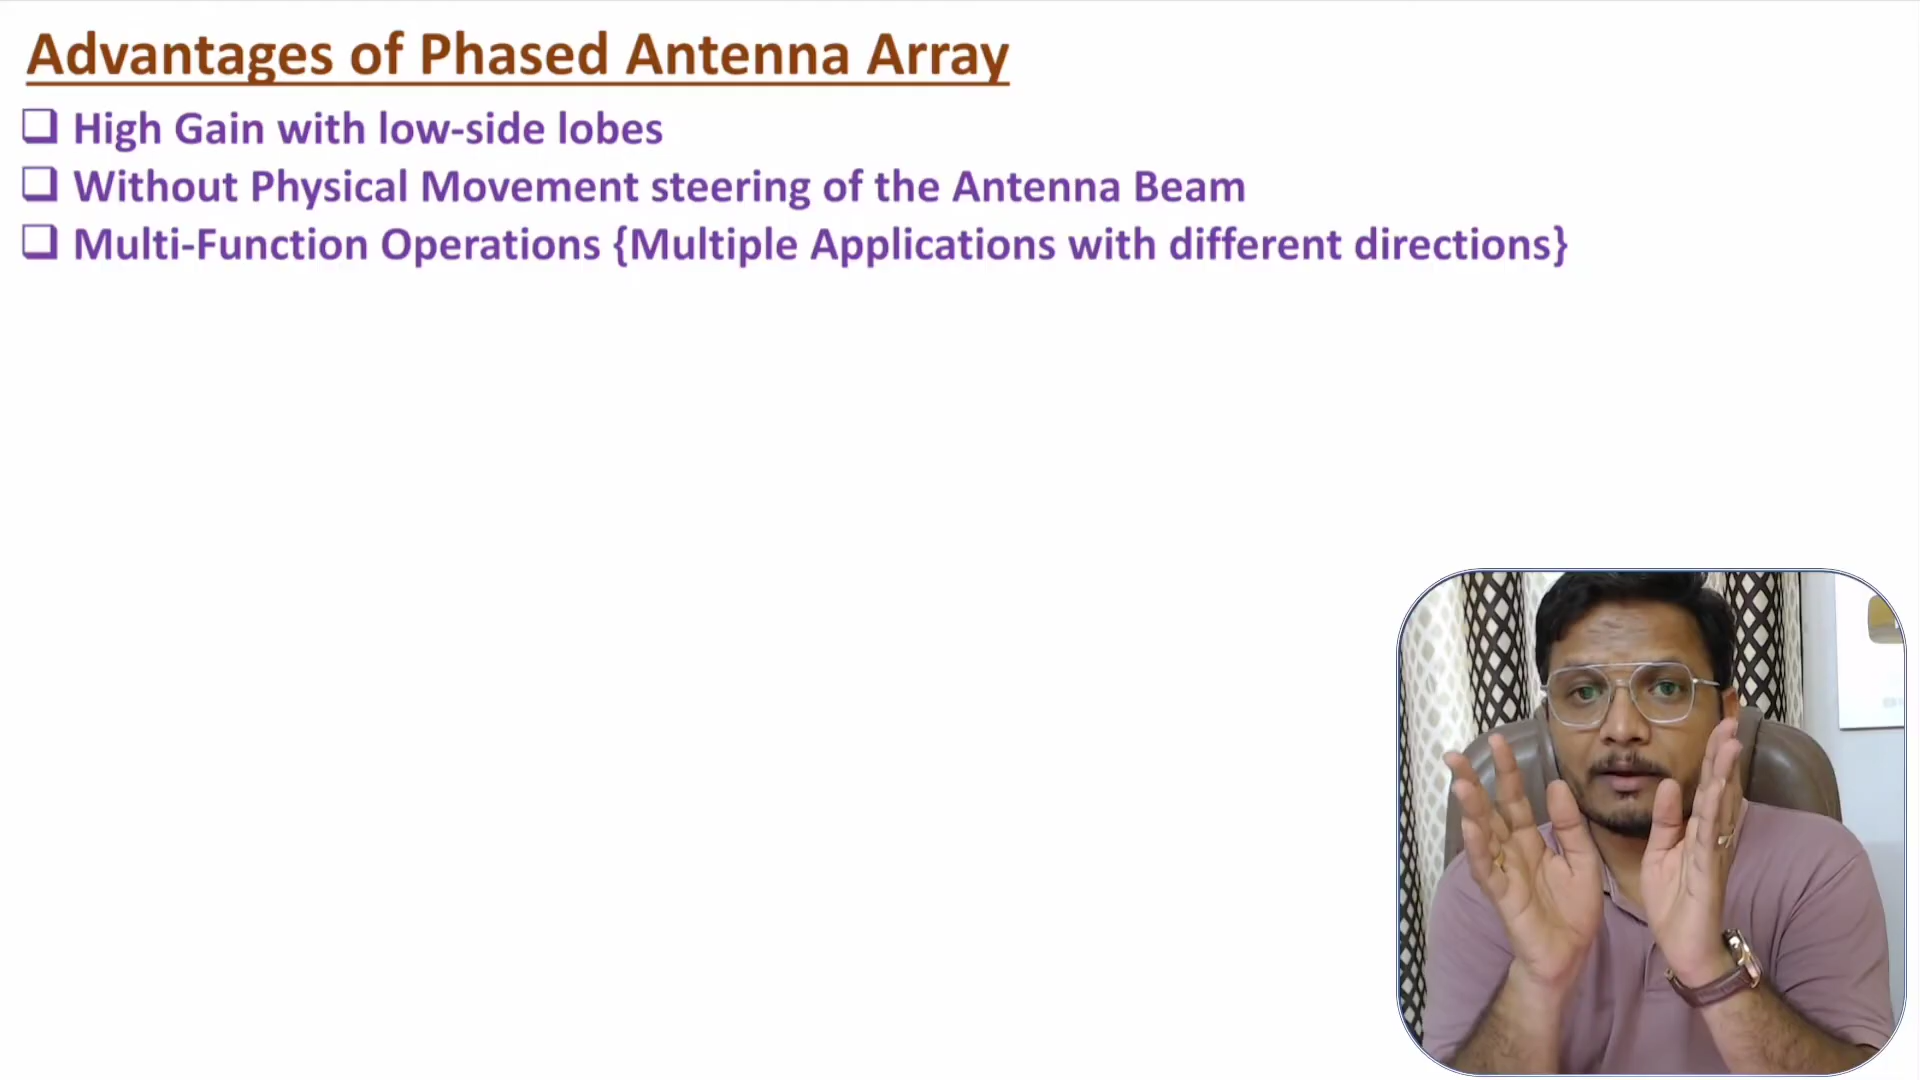 Advantages of Phased Antenna Array
❑ High Gain with low-side lobes
❑ Without Physical Movement steering of the Antenna Beam
❑ Multi-Function Operations {Multiple Applications with different directions}